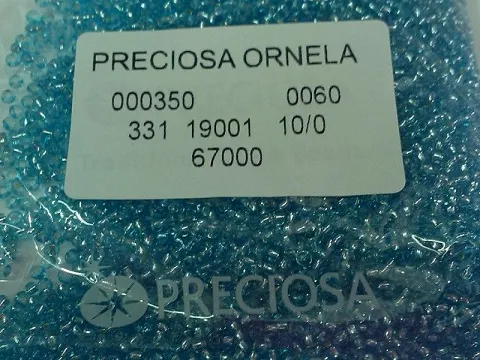 PRECIOSA ORNELA
000350 0060
331 19001 10/0
67000
PRECIOSA